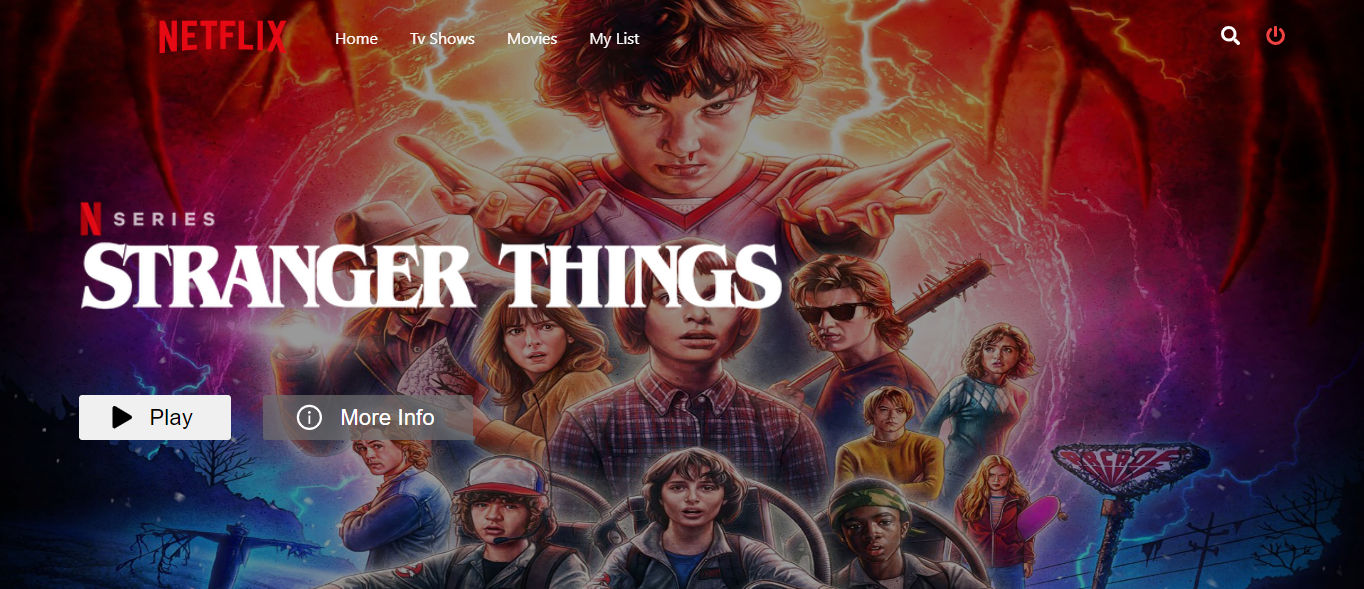 NETFLIX Home Tv Shows Movies My List
N SERIES
STRANGER THINGS
Play More Info
ARCADE